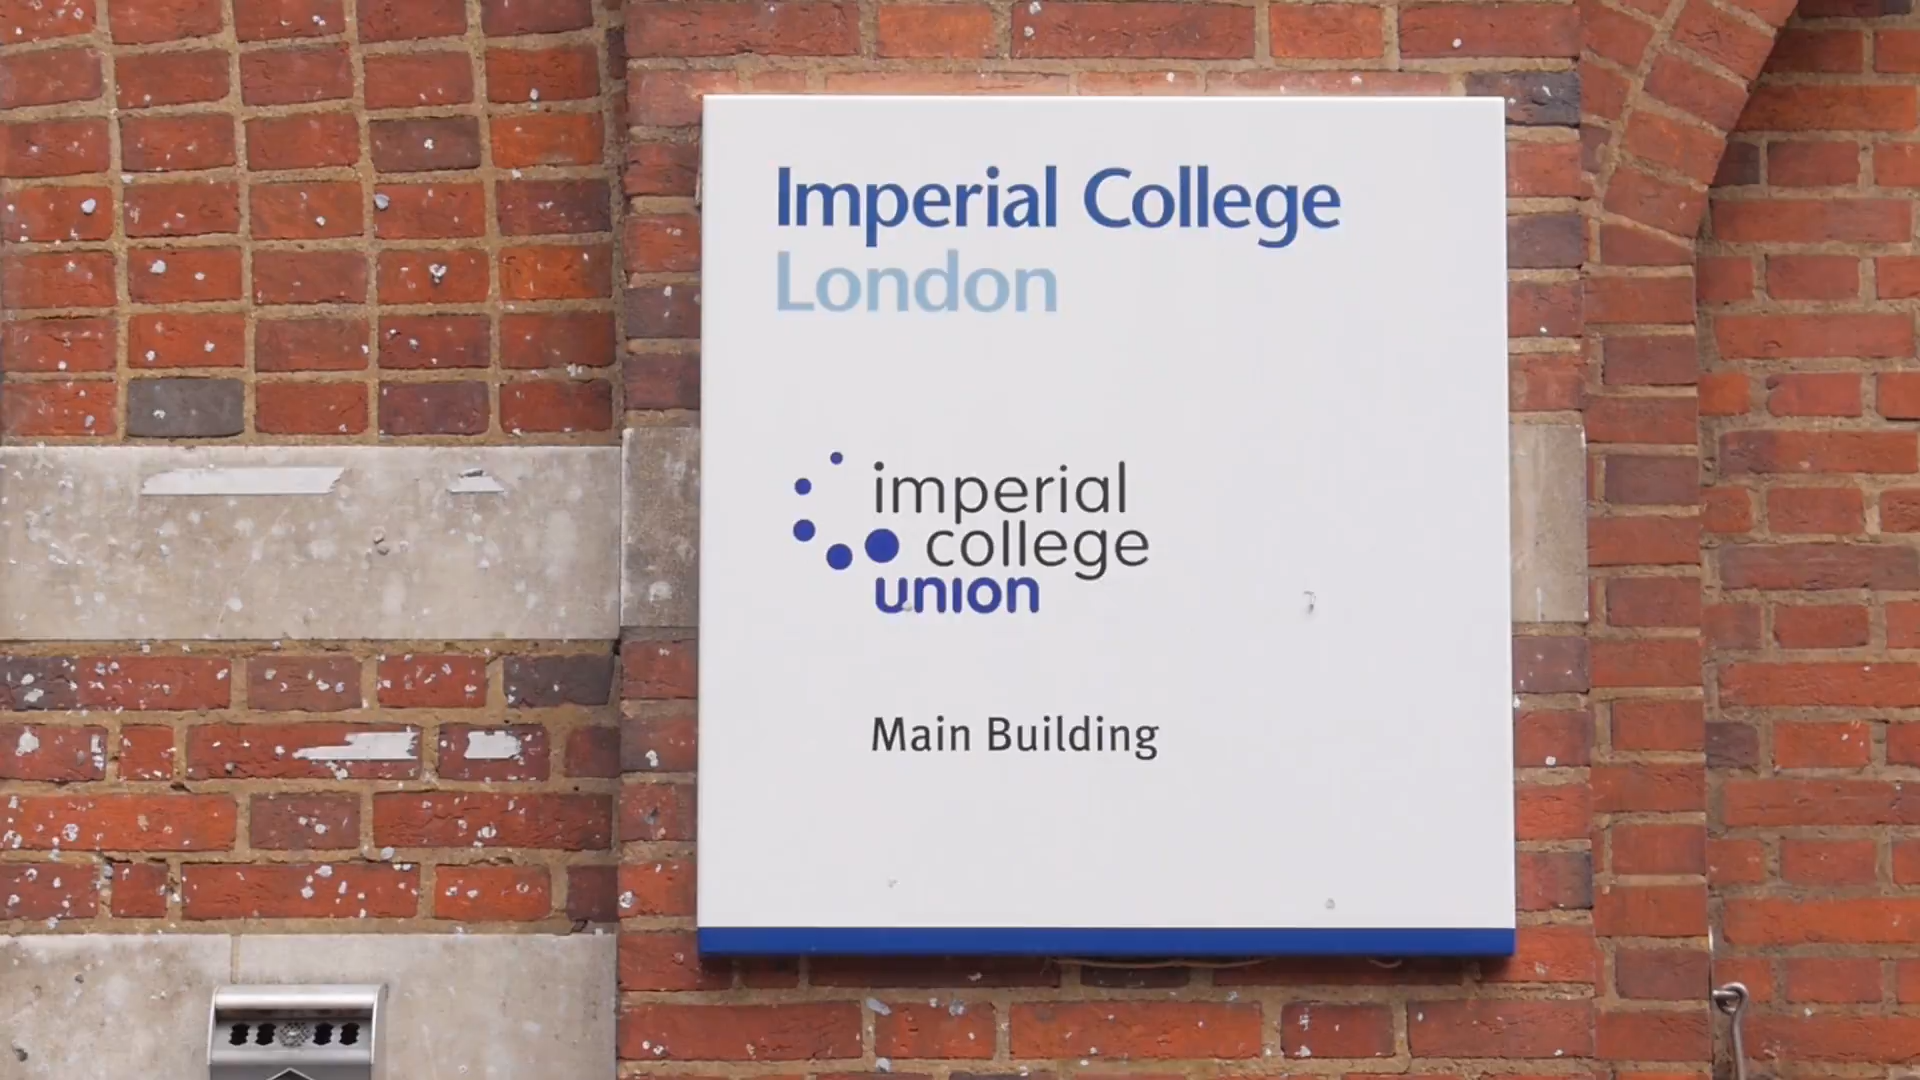 Imperial College
London
imperial
college
union
Main Building